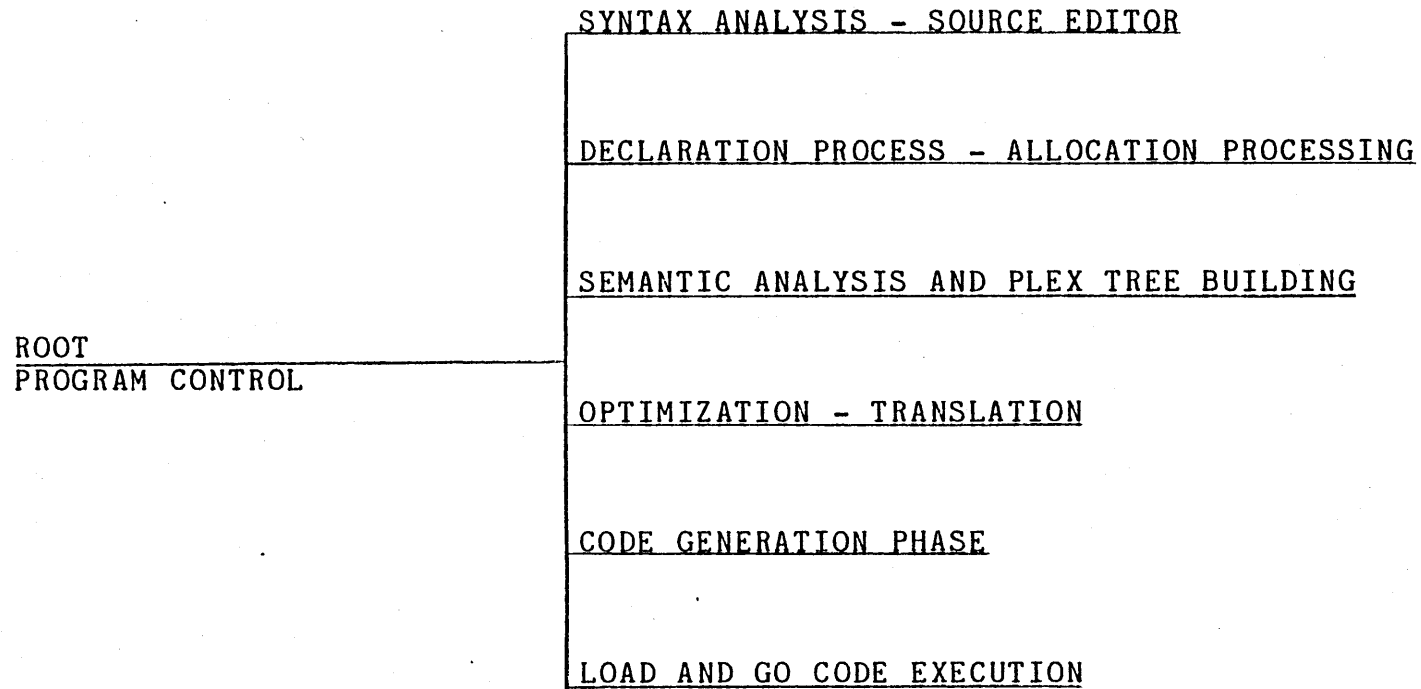 SYNTAX ANALYSIS - SOURCE EDITOR
DECLARATION PROCESS - ALLOCATION PROCESSING
SEMANTIC ANALYSIS AND PLEX TREE BUILDING
ROOT
PROGRAM CONTROL
OPTIMIZATION - TRANSLATION
CODE GENERATION PHASE
LOAD AND GO CODE EXECUTION